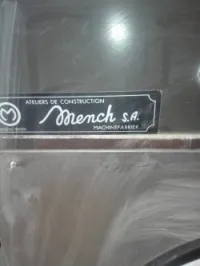 ATELIERS DE CONSTRUCTION
M Mench S.A.
MACHINEFABRIEK